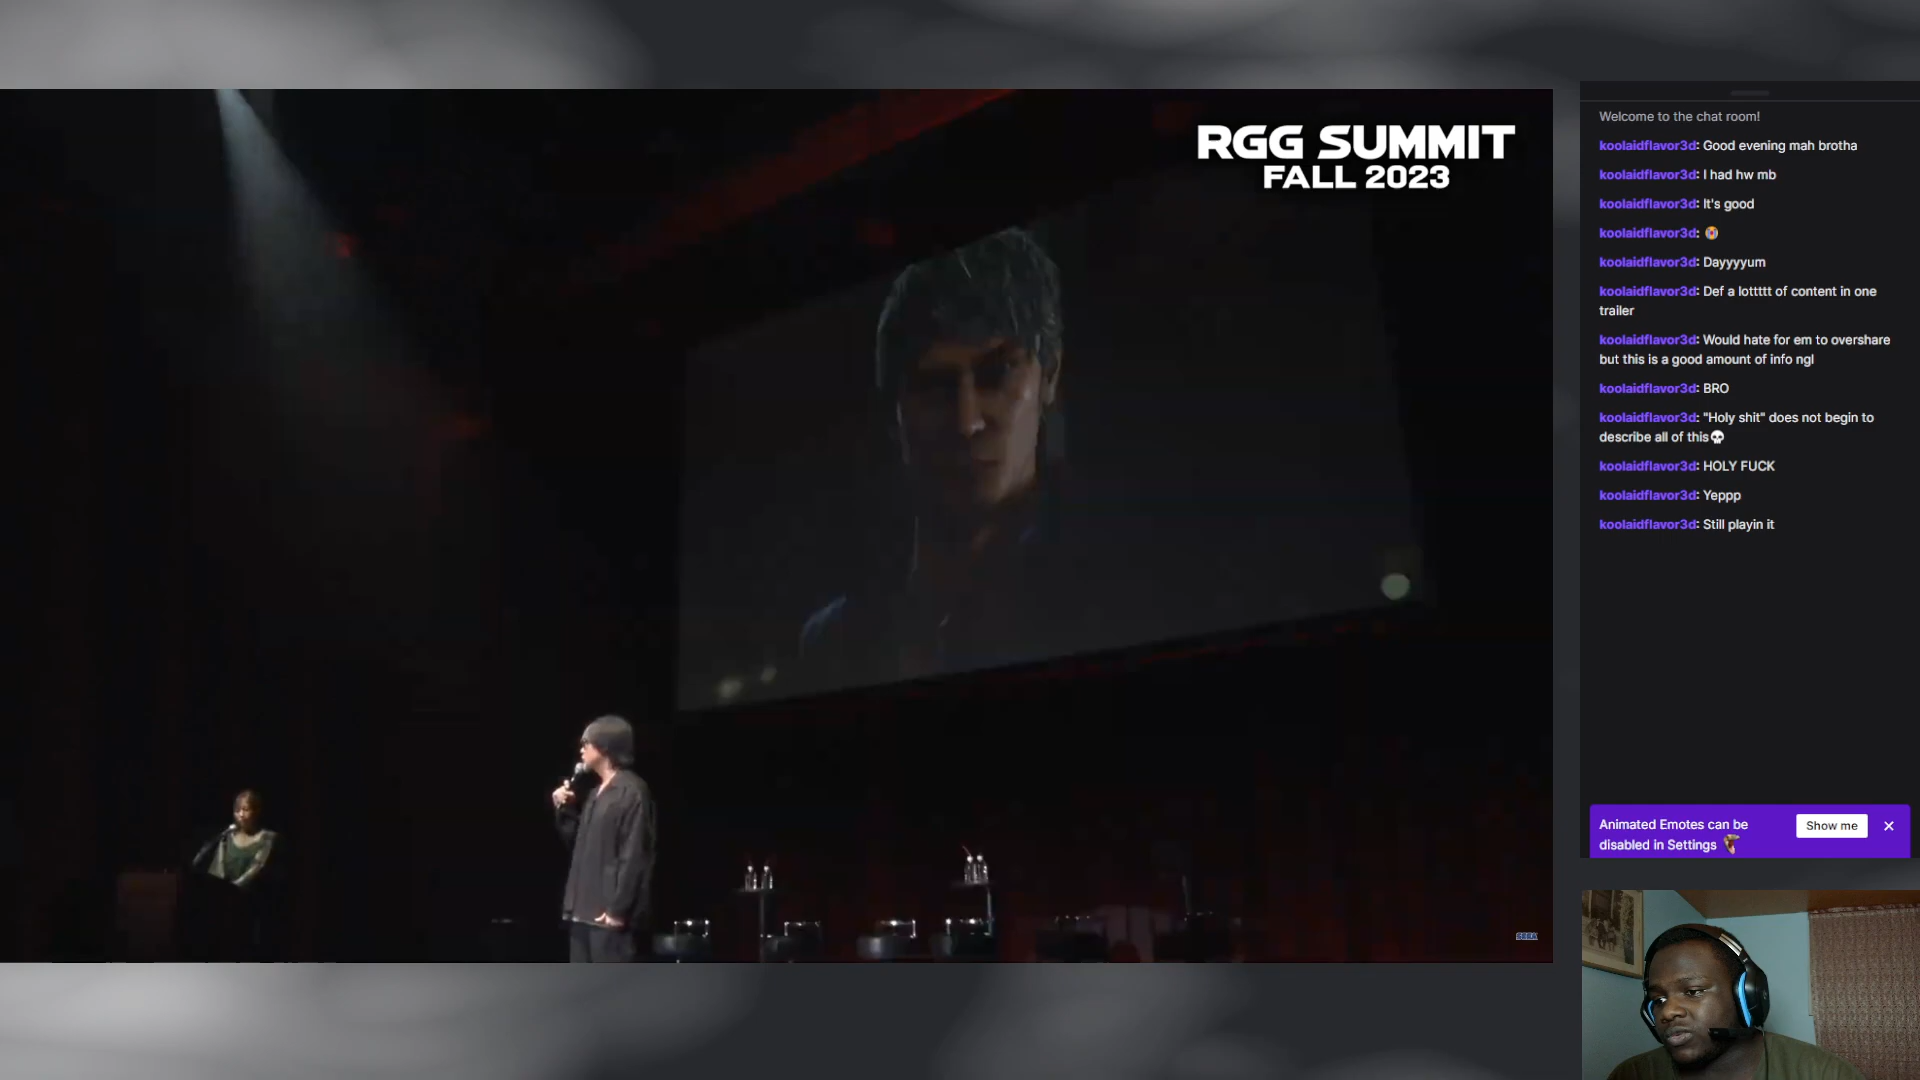 RGG SUMMIT
FALL 2023
SEGA
Welcome to the chat room!
koolaidflavor3d: Good evening mah brotha
koolaidflavor3d: I had hw mb
koolaidflavor3d: It's good
koolaidflavor3d:
koolaidflavor3d: Dayyyyum
koolaidflavor3d: Def a lottttt of content in one
trailer
koolaidflavor3d: Would hate for em to overshare
but this is a good amount of info ngl
koolaidflavor3d: BRO
koolaidflavor3d: "Holy shit" does not begin to
describe all of this💀
koolaidflavor3d: HOLY FUCK
koolaidflavor3d: Yeppp
koolaidflavor3d: Still playin it
Animated Emotes can be
disabled in Settings
Show me